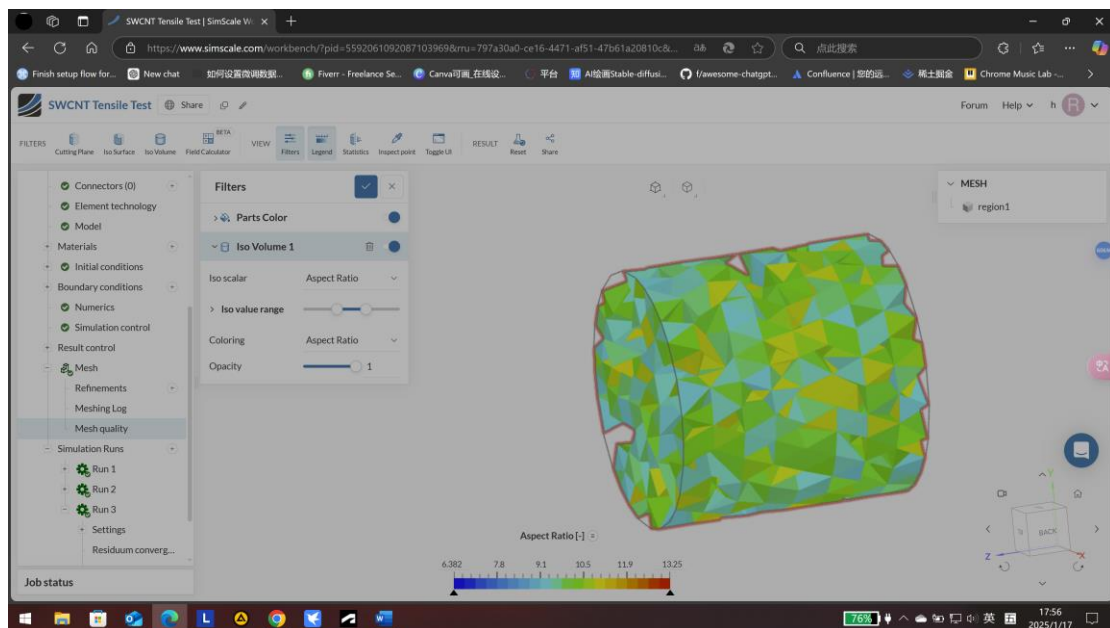 SWCNT Tensile Test | SimScale W
https://www.simscale.com/workbench/?pid=5592061092087103969&rru=797a30a0-ce16-4471-af51-47b61a20810c&...
点此搜索
Finish setup flow for... New chat 如何设置微调数据... Fiverr - Freelance Se... Canva可画_在线设... 平台 AI绘画Stable-diffusi... f/awesome-chatgpt... Confluence | 您的远... 稀土掘金 Chrome Music Lab -...
SWCNT Tensile Test Share Forum Help h R
FILTERS Cutting Plane Iso Surface Iso Volume BETA Field Calculator VIEW Filters Legend Statistics Inspect point Toggle UI RESULT Reset Share
Connectors (0)
Element technology
Model
Materials
Initial conditions
Boundary conditions
Numerics
Simulation control
Result control
Mesh
Refinements
Meshing Log
Mesh quality
Simulation Runs
Run 1
Run 2
Run 3
Settings
Residuum converg...
Job status
Filters
Parts Color
Iso Volume 1
Iso scalar Aspect Ratio
Iso value range
Coloring Aspect Ratio
Opacity 1
MESH
region1
Aspect Ratio [-]
6.382 7.8 9.1 10.5 11.9 13.25
Y
BACK
Z X
76% 英 17:56
2025/1/17